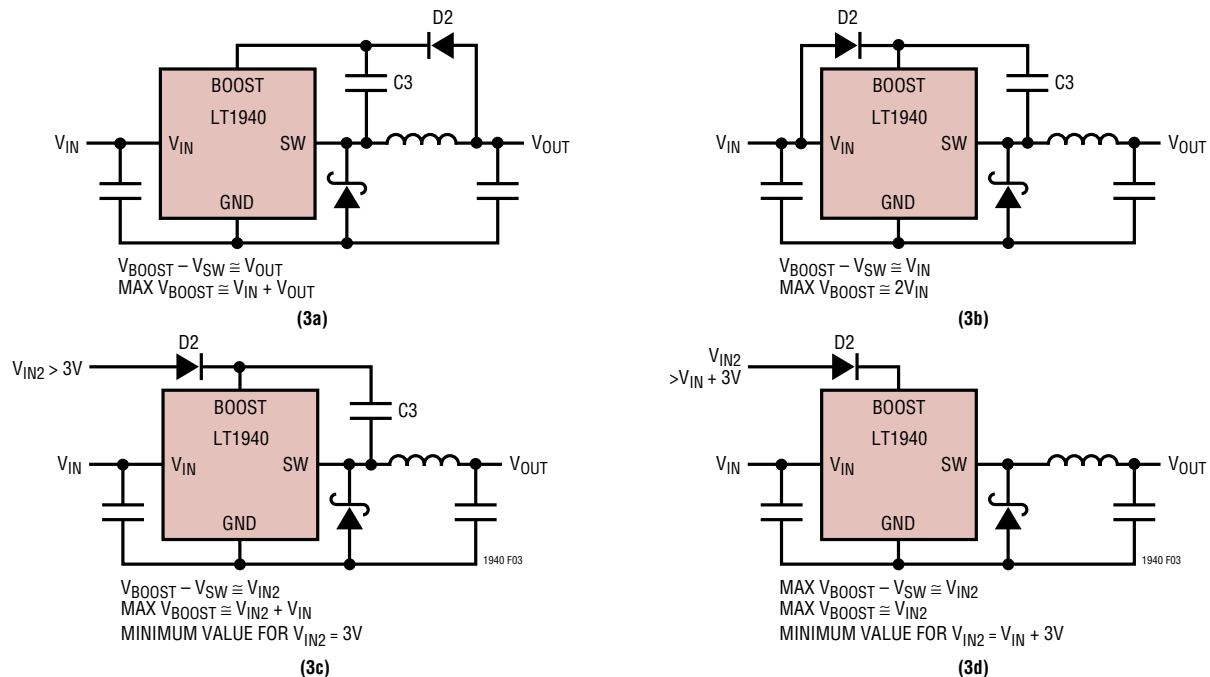 D2
BOOST
C3
LT1940
V_IN
V_IN
SW
V_OUT
GND
V_BOOST – V_SW ≅ V_OUT
MAX V_BOOST ≅ V_IN + V_OUT
(3a)
D2
BOOST
C3
LT1940
V_IN
V_IN
SW
V_OUT
GND
V_BOOST – V_SW ≅ V_IN
MAX V_BOOST ≅ 2V_IN
(3b)
D2
V_IN2 > 3V
BOOST
C3
LT1940
V_IN
V_IN
SW
V_OUT
GND
1940 F03
V_BOOST – V_SW ≅ V_IN2
MAX V_BOOST ≅ V_IN2 + V_IN
MINIMUM VALUE FOR V_IN2 = 3V
(3c)
D2
V_IN2
>V_IN + 3V
BOOST
LT1940
V_IN
V_IN
SW
V_OUT
GND
1940 F03
MAX V_BOOST – V_SW ≅ V_IN2
MAX V_BOOST ≅ V_IN2
MINIMUM VALUE FOR V_IN2 = V_IN + 3V
(3d)